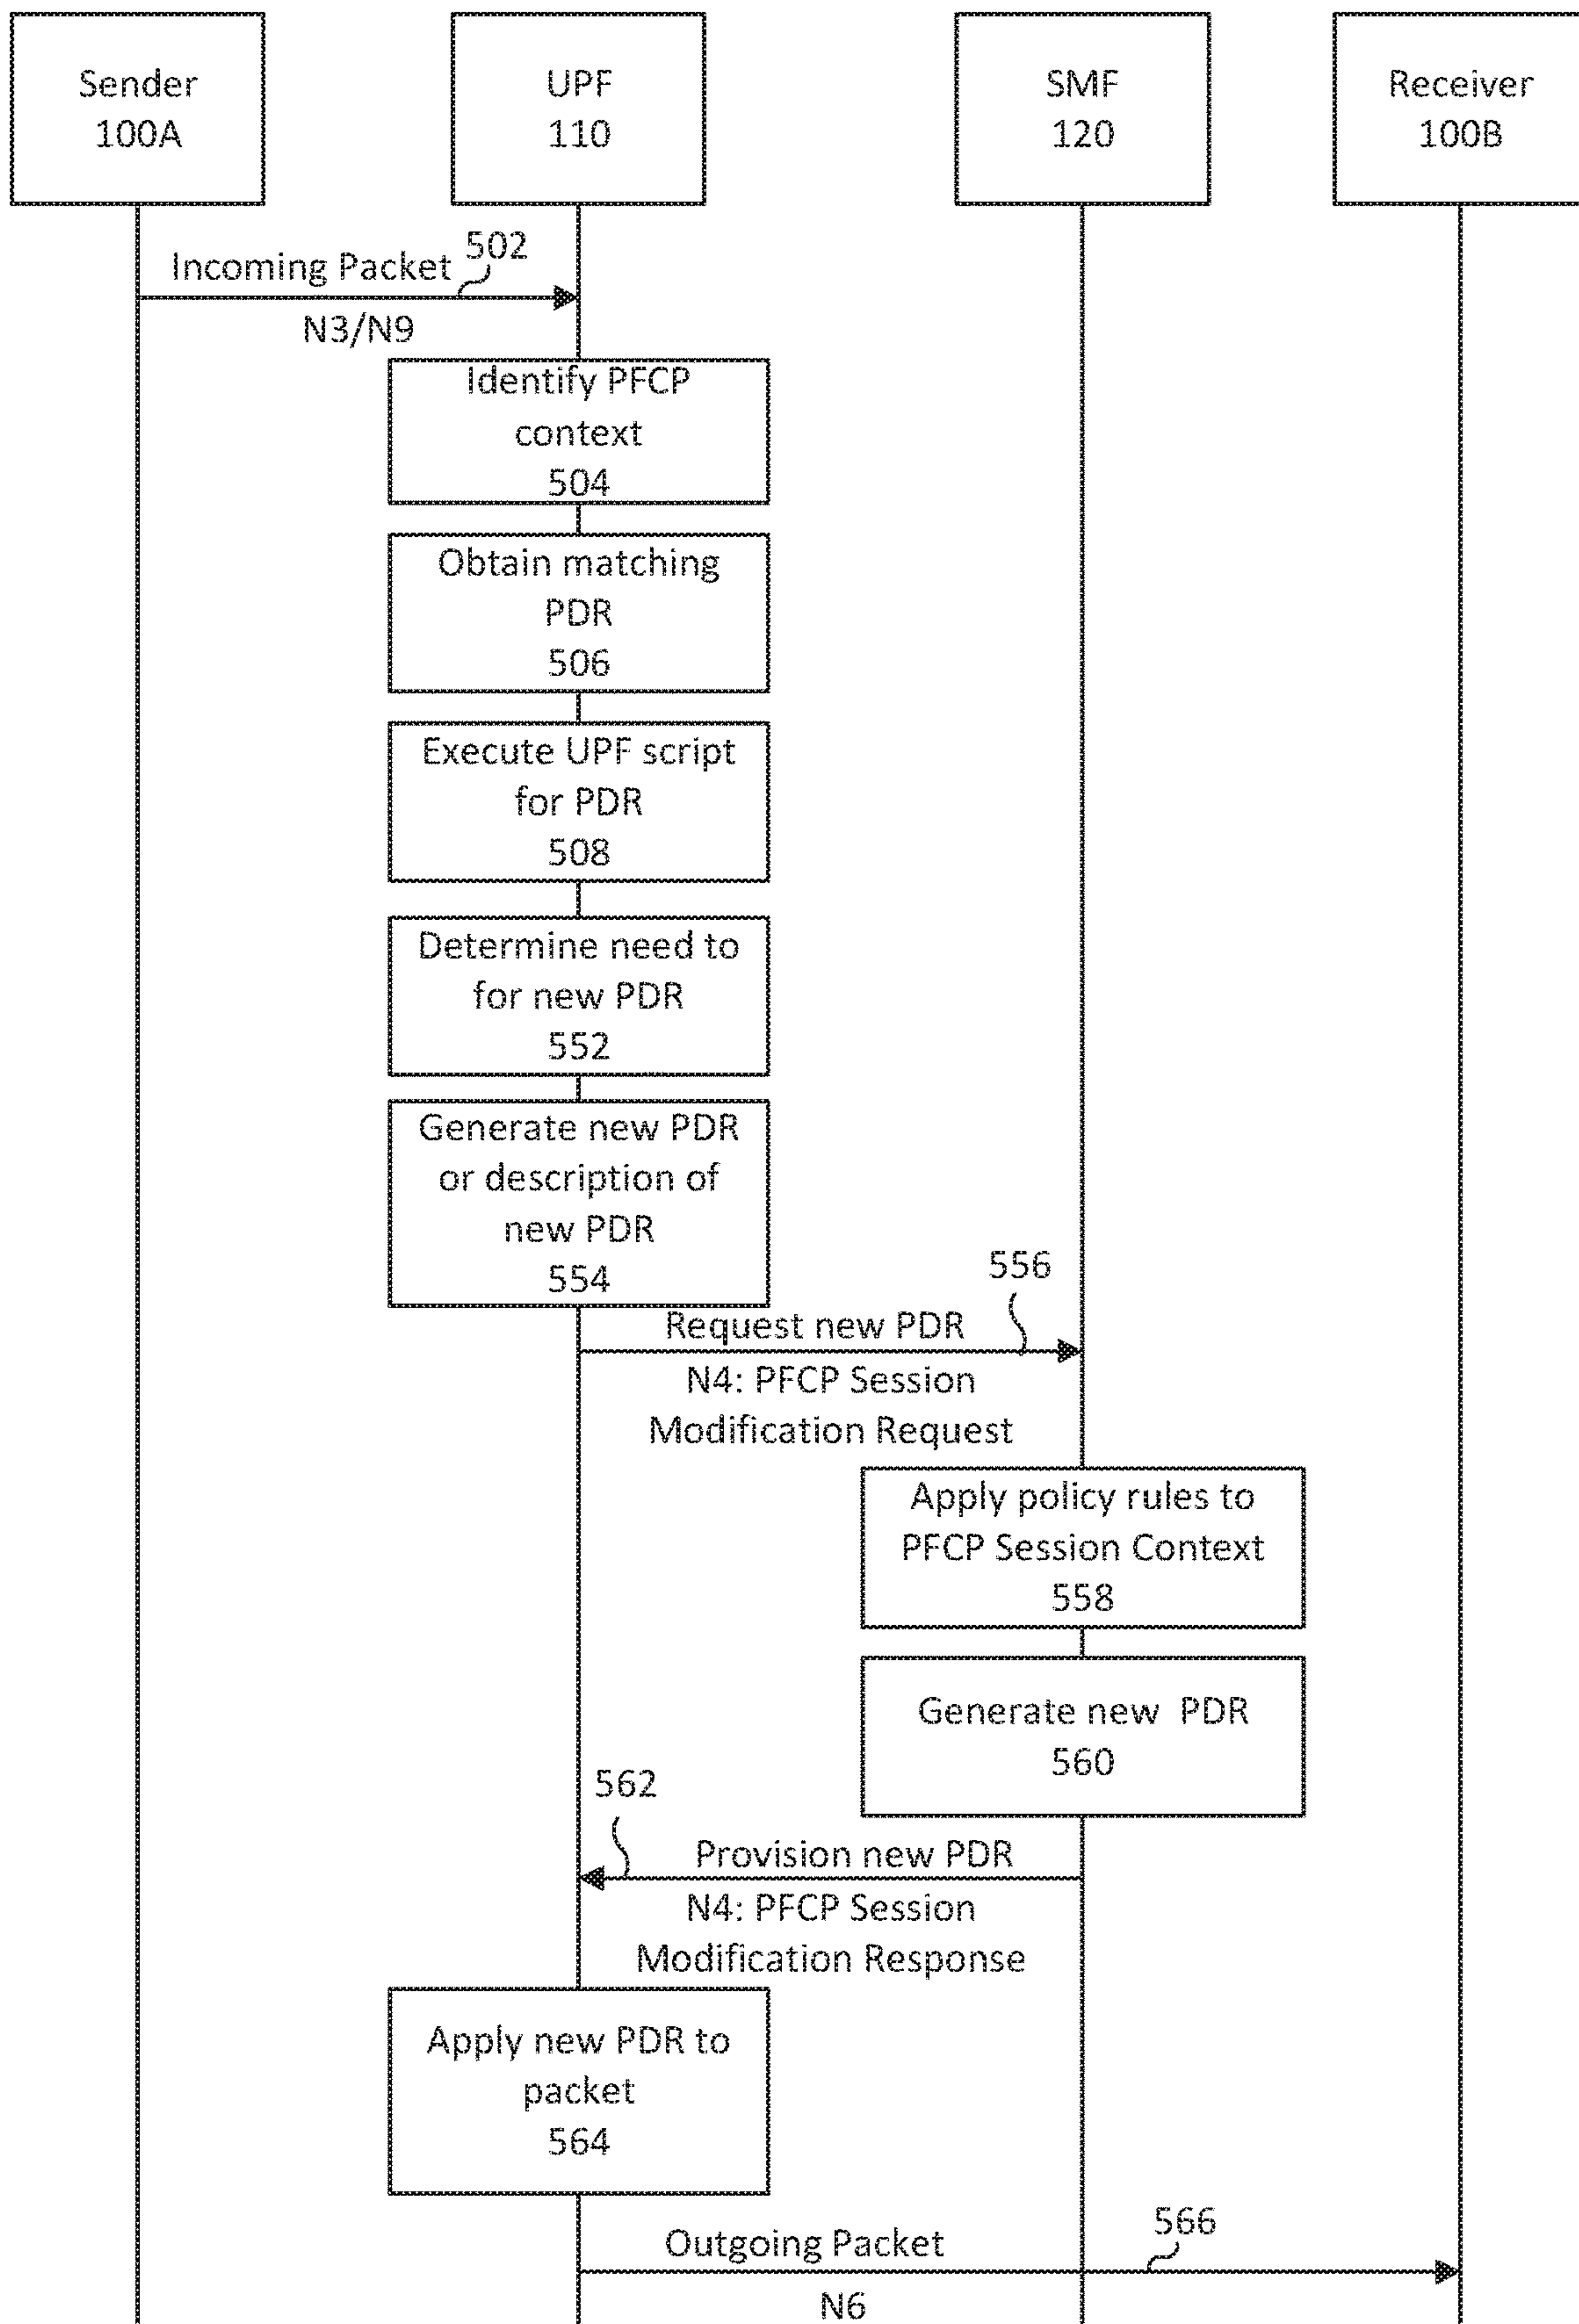 Sender
100A
UPF
110
SMF
120
Receiver
100B
502
Incoming Packet
N3/N9
Identify PFCP
context
504
Obtain matching
PDR
506
Execute UPF script
for PDR
508
Determine need to
for new PDR
552
Generate new PDR
or description of
new PDR
554
556
Request new PDR
N4: PFCP Session
Modification Request
Apply policy rules to
PFCP Session Context
558
Generate new PDR
560
562
Provision new PDR
N4: PFCP Session
Modification Response
Apply new PDR to
packet
564
566
Outgoing Packet
N6